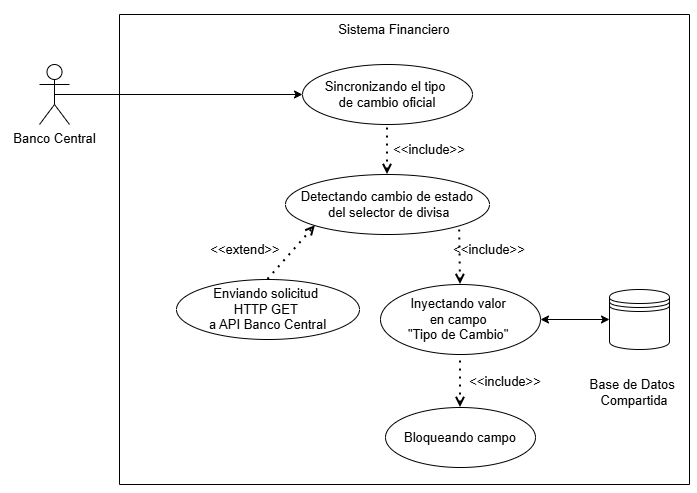 Sistema Financiero
Sincronizando el tipo
de cambio oficial
Banco Central
<<include>>
Detectando cambio de estado
del selector de divisa
<<extend>>
<<include>>
Enviando solicitud
HTTP GET
a API Banco Central
Inyectando valor
en campo
"Tipo de Cambio"
Base de Datos
Compartida
<<include>>
Bloqueando campo